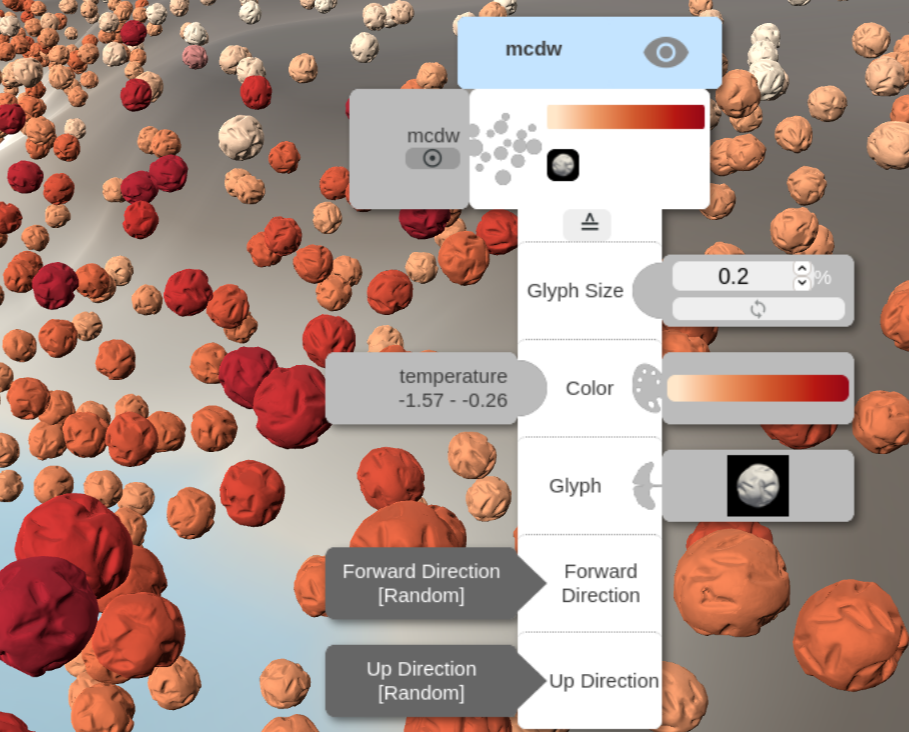 mcdw
mcdw
Glyph Size
0.2
%
temperature
-1.57 - -0.26
Color
Glyph
Forward Direction
[Random]
Forward
Direction
Up Direction
[Random]
Up Direction